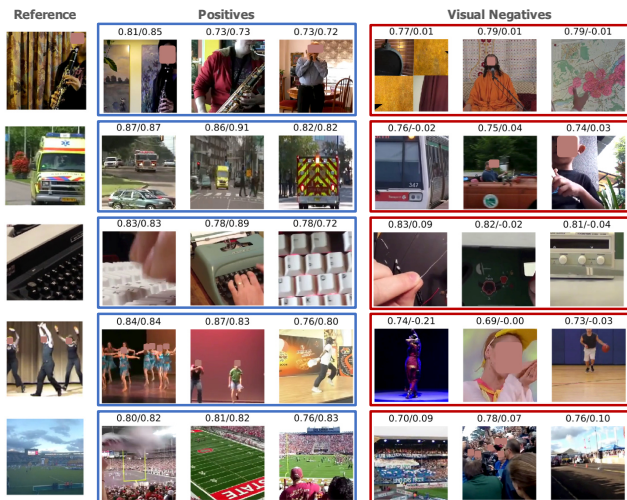 Reference Positives Visual Negatives
0.81/0.85 0.73/0.73 0.73/0.72 0.77/0.01 0.79/0.01 0.79/-0.01
0.87/0.87 0.86/0.91 0.82/0.82 0.76/-0.02 0.75/0.04 0.74/0.03
347
0.83/0.83 0.78/0.89 0.78/0.72 0.83/0.09 0.82/-0.02 0.81/-0.04
0.84/0.84 0.87/0.83 0.76/0.80 0.74/-0.21 0.69/-0.00 0.73/-0.03
0.80/0.82 0.81/0.82 0.76/0.83 0.70/0.09 0.78/0.07 0.76/0.10
STATE